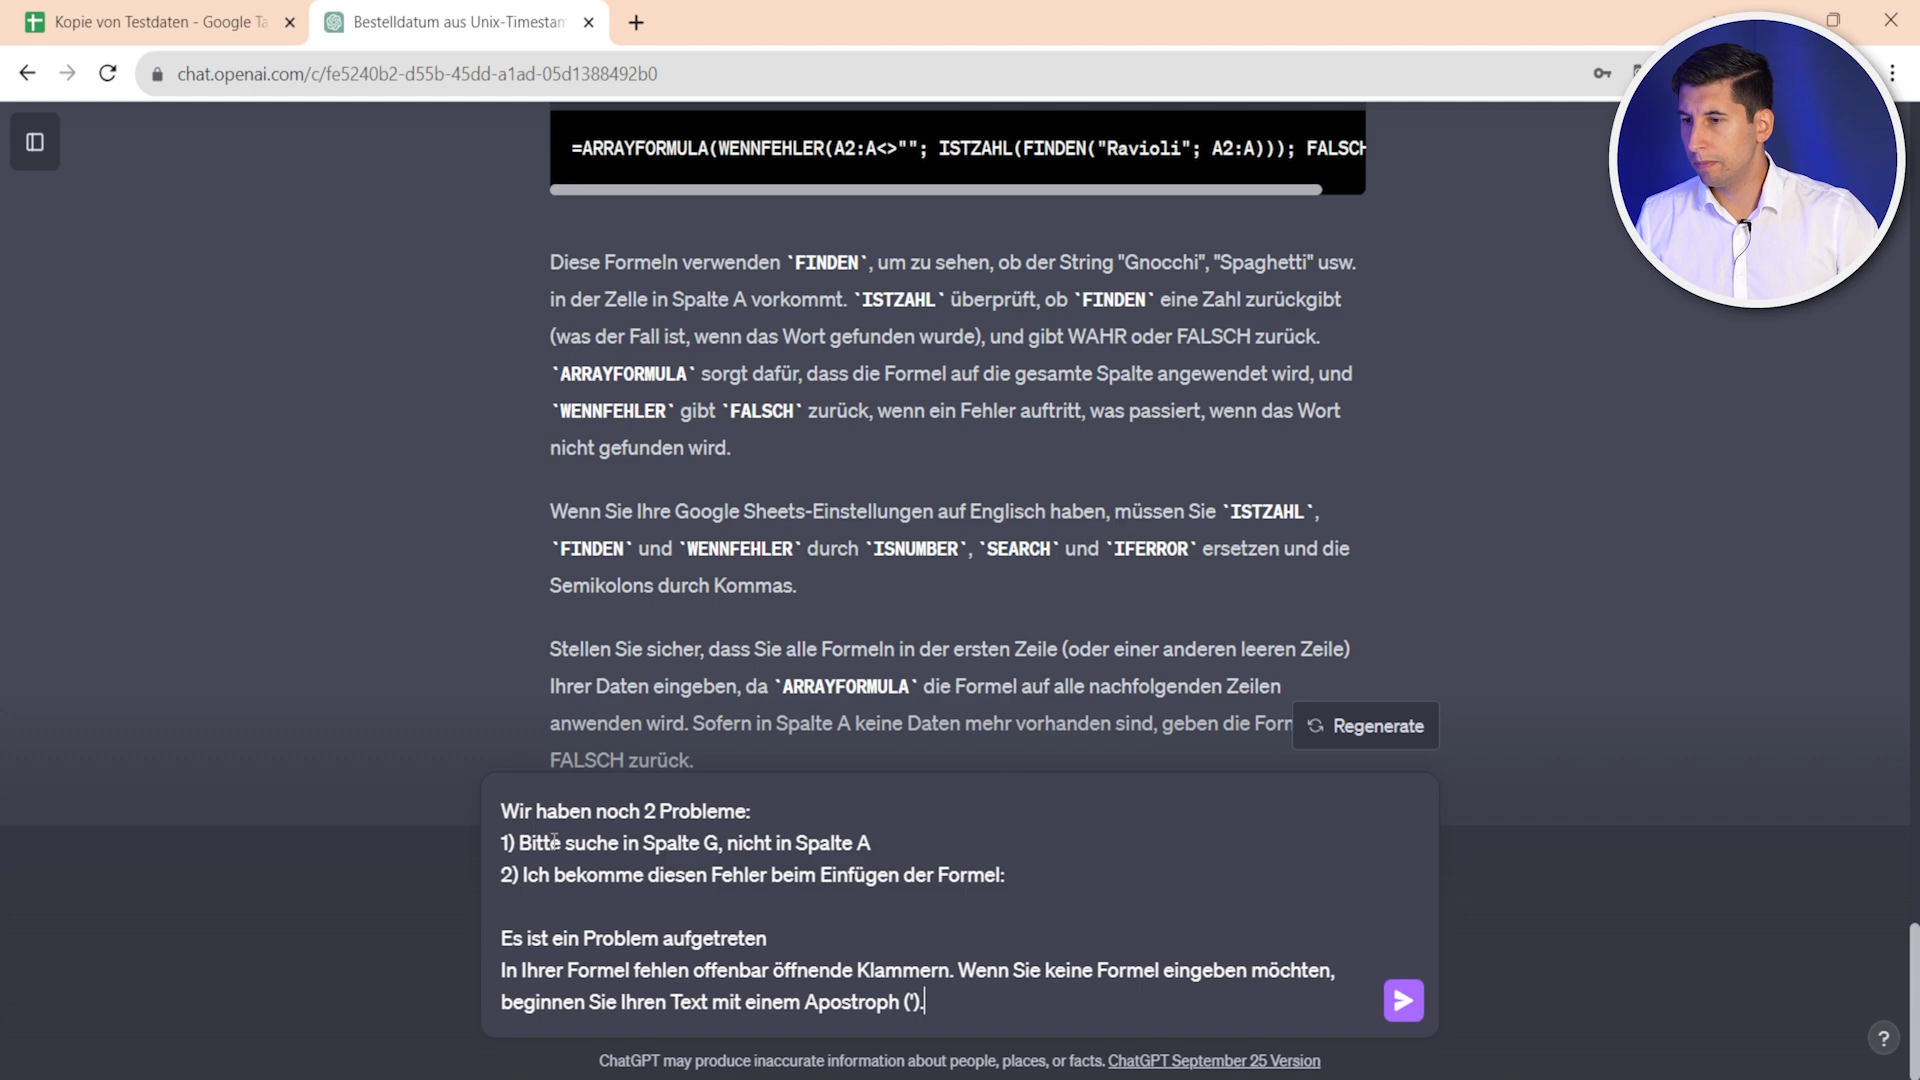 Kopie von Testdaten - Google Ta
Bestelldatum aus Unix-Timestam
chat.openai.com/c/fe5240b2-d55b-45dd-a1ad-05d1388492b0
=ARRAYFORMULA(WENNFEHLER(A2:A<>""; ISTZAHL(FINDEN("Ravioli"; A2:A))); FALSCH
Diese Formeln verwenden `FINDEN`, um zu sehen, ob der String "Gnocchi", "Spaghetti" usw.
in der Zelle in Spalte A vorkommt. `ISTZAHL` überprüft, ob `FINDEN` eine Zahl zurückgibt
(was der Fall ist, wenn das Wort gefunden wurde), und gibt WAHR oder FALSCH zurück.
`ARRAYFORMULA` sorgt dafür, dass die Formel auf die gesamte Spalte angewendet wird, und
`WENNFEHLER` gibt `FALSCH` zurück, wenn ein Fehler auftritt, was passiert, wenn das Wort
nicht gefunden wird.
Wenn Sie Ihre Google Sheets-Einstellungen auf Englisch haben, müssen Sie `ISTZAHL`,
`FINDEN` und `WENNFEHLER` durch `ISNUMBER`, `SEARCH` und `IFERROR` ersetzen und die
Semikolons durch Kommas.
Stellen Sie sicher, dass Sie alle Formeln in der ersten Zeile (oder einer anderen leeren Zeile)
Ihrer Daten eingeben, da `ARRAYFORMULA` die Formel auf alle nachfolgenden Zeilen
anwenden wird. Sofern in Spalte A keine Daten mehr vorhanden sind, geben die Forn
Regenerate
FALSCH zurück.
Wir haben noch 2 Probleme:
1) Bitte suche in Spalte G, nicht in Spalte A
2) Ich bekomme diesen Fehler beim Einfügen der Formel:
Es ist ein Problem aufgetreten
In Ihrer Formel fehlen offenbar öffnende Klammern. Wenn Sie keine Formel eingeben möchten,
beginnen Sie Ihren Text mit einem Apostroph (').
ChatGPT may produce inaccurate information about people, places, or facts. ChatGPT September 25 Version
?